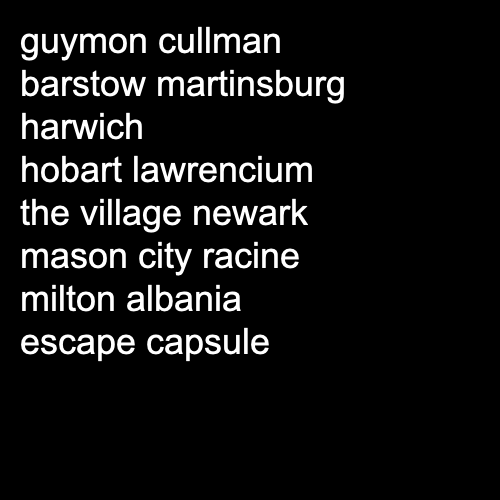 guymon cullman
barstow martinsburg
harwich
hobart lawrencium
the village newark
mason city racine
milton albania
escape capsule